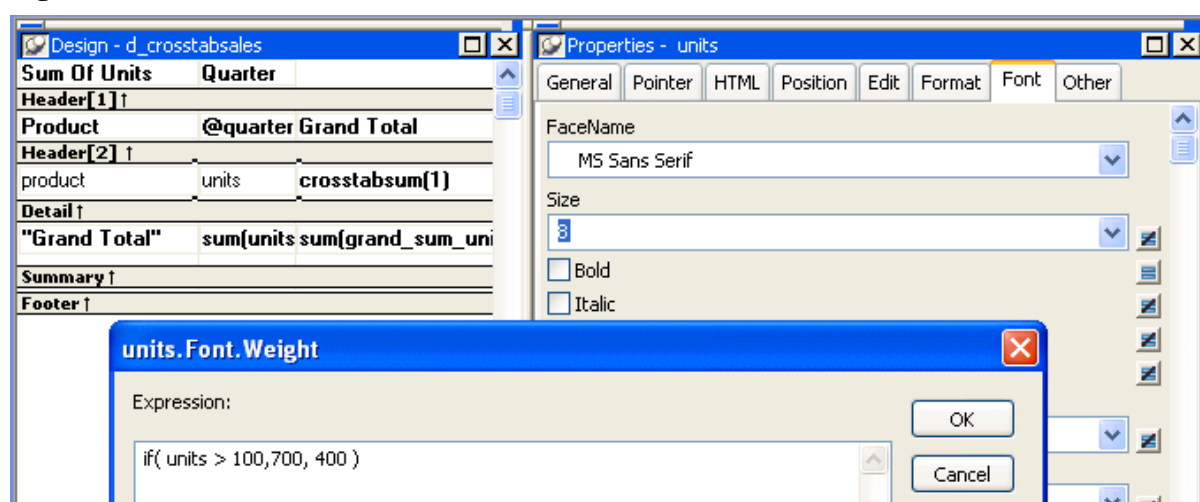 Design - d_crosstabsales
Sum Of Units Quarter
Header[1]↑
Product @quarter Grand Total
Header[2] ↑
product units crosstabsum(1)
Detail ↑
"Grand Total" sum(units sum(grand_sum_uni
Summary ↑
Footer ↑
Properties - units
General Pointer HTML Position Edit Format Font Other
FaceName
MS Sans Serif
Size
8
Bold
Italic
units.Font.Weight
Expression:
if( units > 100,700, 400 )
OK
Cancel